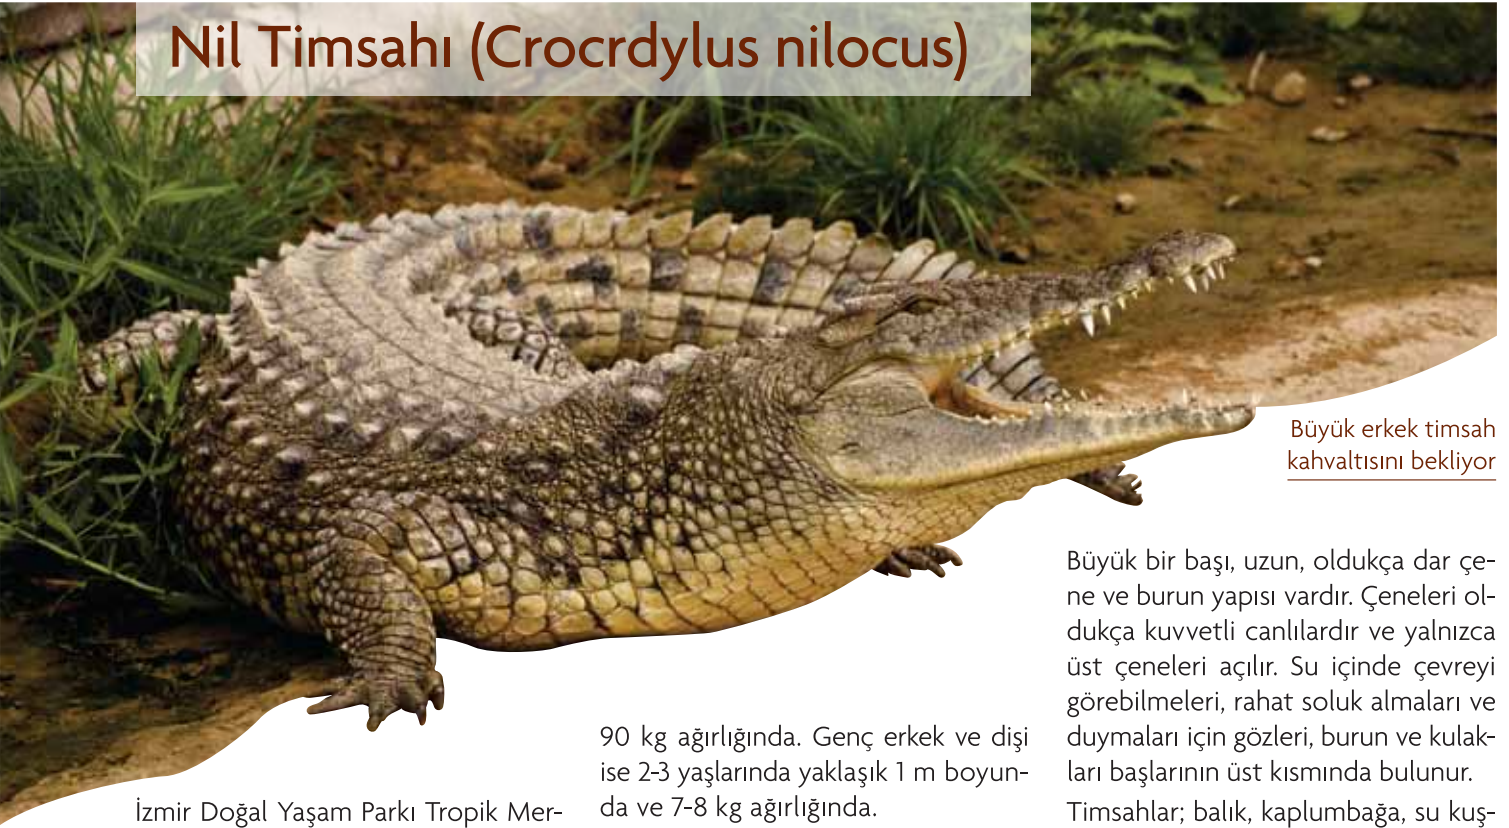 Nil Timsahı (Crocrdylus nilocus)
Büyük erkek timsah
kahvaltısını bekliyor
İzmir Doğal Yaşam Parkı Tropik Mer-
90 kg ağırlığında. Genç erkek ve dişi
ise 2-3 yaşlarında yaklaşık 1 m boyun-
da ve 7-8 kg ağırlığında.
Büyük bir başı, uzun, oldukça dar çe-
ne ve burun yapısı vardır. Çeneleri ol-
dukça kuvvetli canlılardır ve yalnızca
üst çeneleri açılır. Su içinde çevreyi
görebilmeleri, rahat soluk almaları ve
duymaları için gözleri, burun ve kulak-
ları başlarının üst kısmında bulunur.
Timsahlar; balık, kaplumbağa, su kuş-